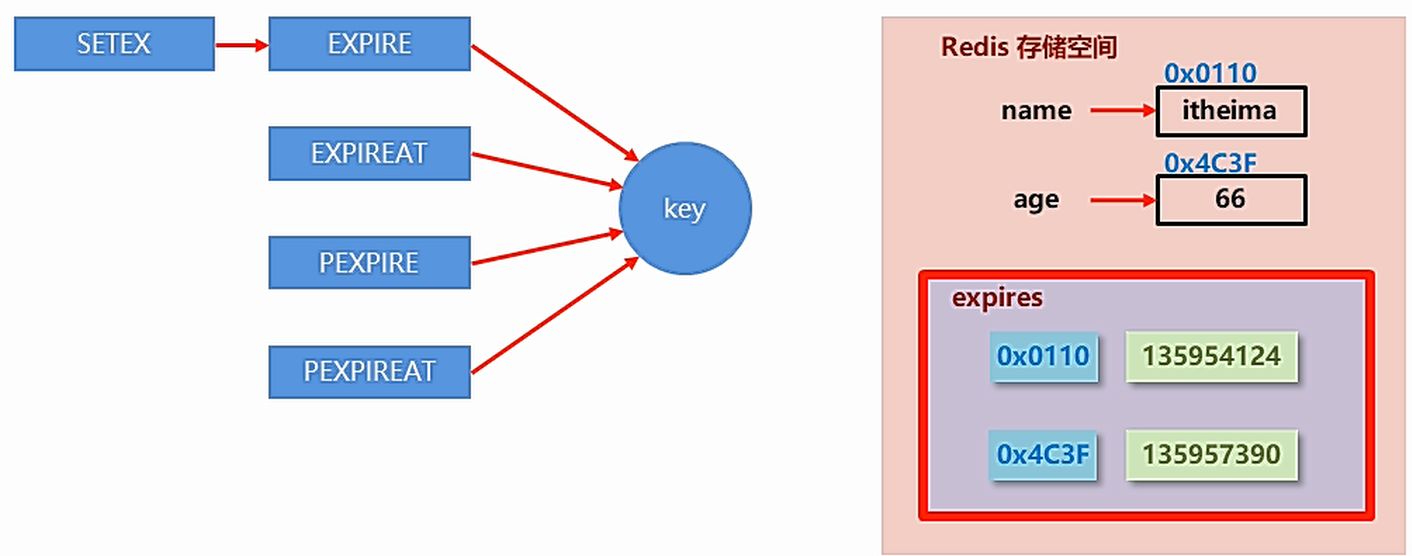 SETEX
EXPIRE
EXPIREAT
PEXPIRE
PEXPIREAT
key
Redis 存储空间
0x0110
name
itheima
0x4C3F
age
66
expires
0x0110
135954124
0x4C3F
135957390